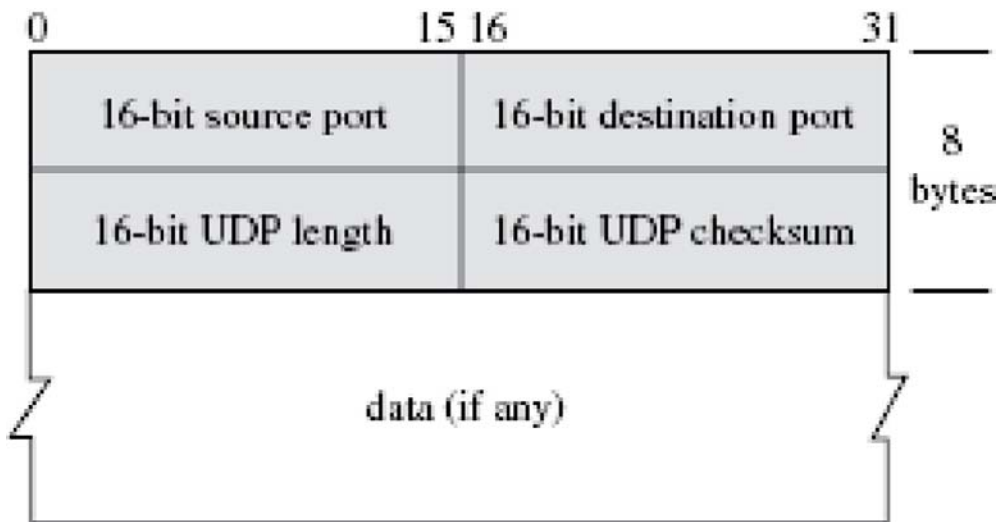 0 15 16 31
16-bit source port 16-bit destination port
8
bytes
16-bit UDP length 16-bit UDP checksum
data (if any)